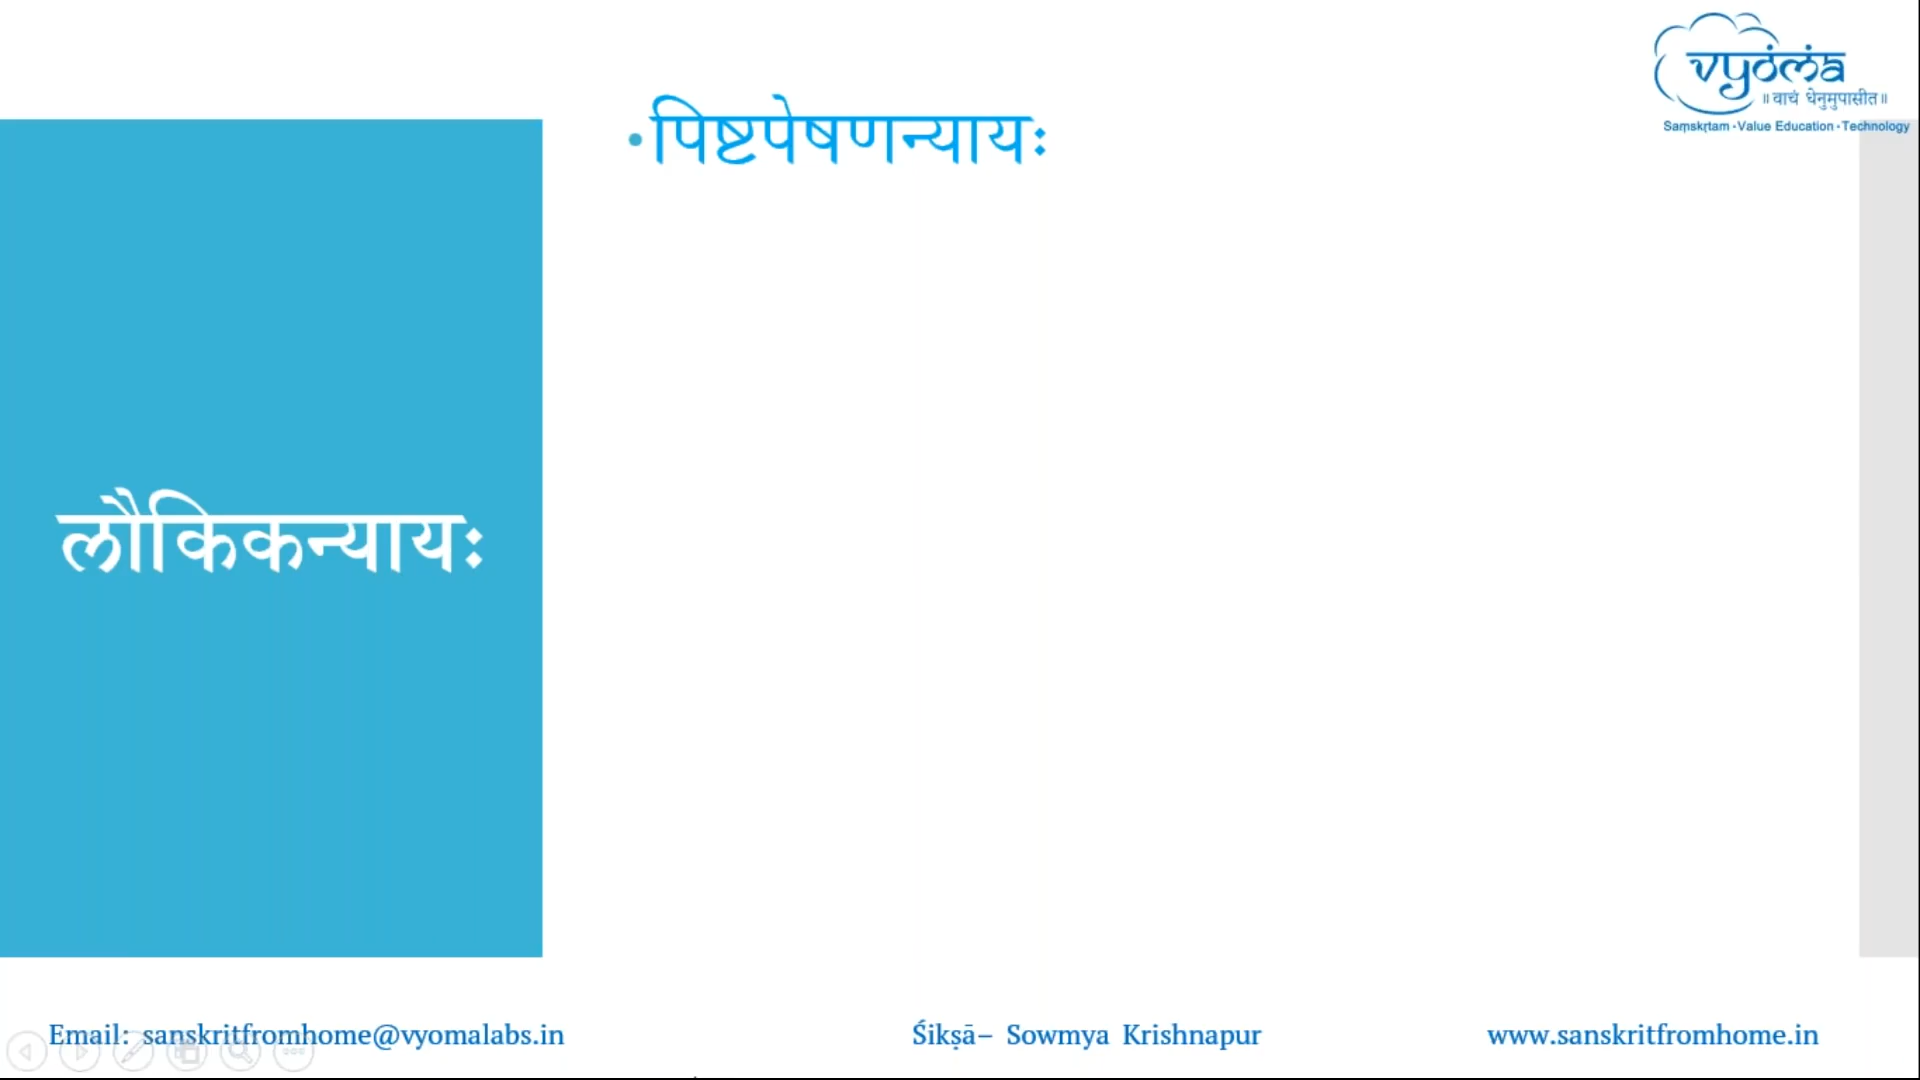 vyoma
॥वाचं धेनुमुपासीत॥
Saṃskṛtam - Value Education - Technology
• पिष्टपेषणन्यायः
लौकिकन्यायः
Email: sanskritfromhome@vyomalabs.in
Śikṣā– Sowmya Krishnapur
www.sanskritfromhome.in